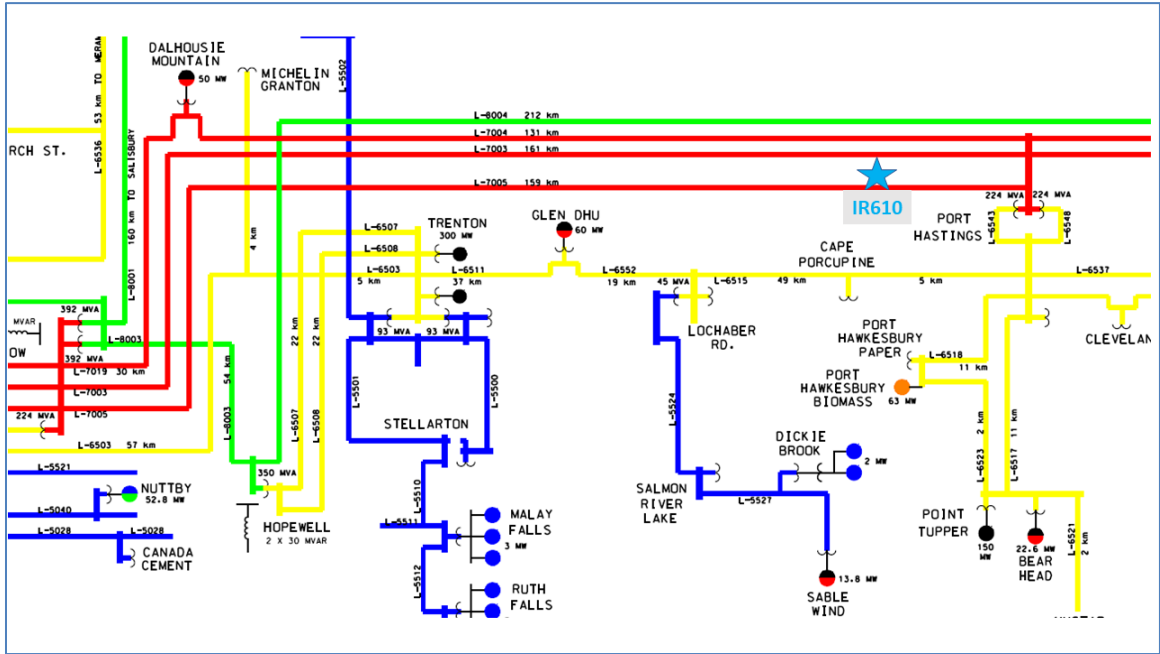 DALHOUSIE
MOUNTAIN
50 MW
MICHELIN
GRANTON
L-5502
53 km TO
L-6536
160 km TO SALISBURY
L-8001
RCH ST.
L-8004 212 km
L-7004 131 km
L-7003 161 km
L-7005 159 km
IR610
224 MVA
224 MVA
L-6543
L-6548
PORT
HASTINGS
4 km
L-6507
L-6508
TRENTON
300 MW
L-6503
5 km
L-6511
37 km
GLEN DHU
60 MW
L-6552
19 km
45 MVA
L-6515
49 km
CAPE
PORCUPINE
5 km
L-6537
LOCHABER
RD.
CLEVELAN
392 MVA
MVAR
OW
392 MVA
L-8003
L-7019 30 km
L-7003
L-7005
224 MVA
L-6503 57 km
54 km
L-8003
22 km
22 km
L-6507
L-6508
93 MVA
93 MVA
L-5501
L-5500
STELLARTON
L-5524
PORT
HAWKESBURY
PAPER
L-6518
11 km
PORT
HAWKESBURY
BIOMASS
63 MW
2 km
L-6523
L-6517 11 km
L-5521
NUTTBY
52.8 MW
L-5040
L-5028
L-5028
CANADA
CEMENT
350 MVA
HOPEWELL
2 X 30 MVAR
L-5510
L-5511
MALAY
FALLS
3 MW
L-5512
RUTH
FALLS
DICKIE
BROOK
2 MW
SALMON
RIVER
LAKE
L-5527
13.8 MW
SABLE
WIND
POINT
TUPPER
150
MW
22.6 MW
BEAR
HEAD
L-6521
2 km